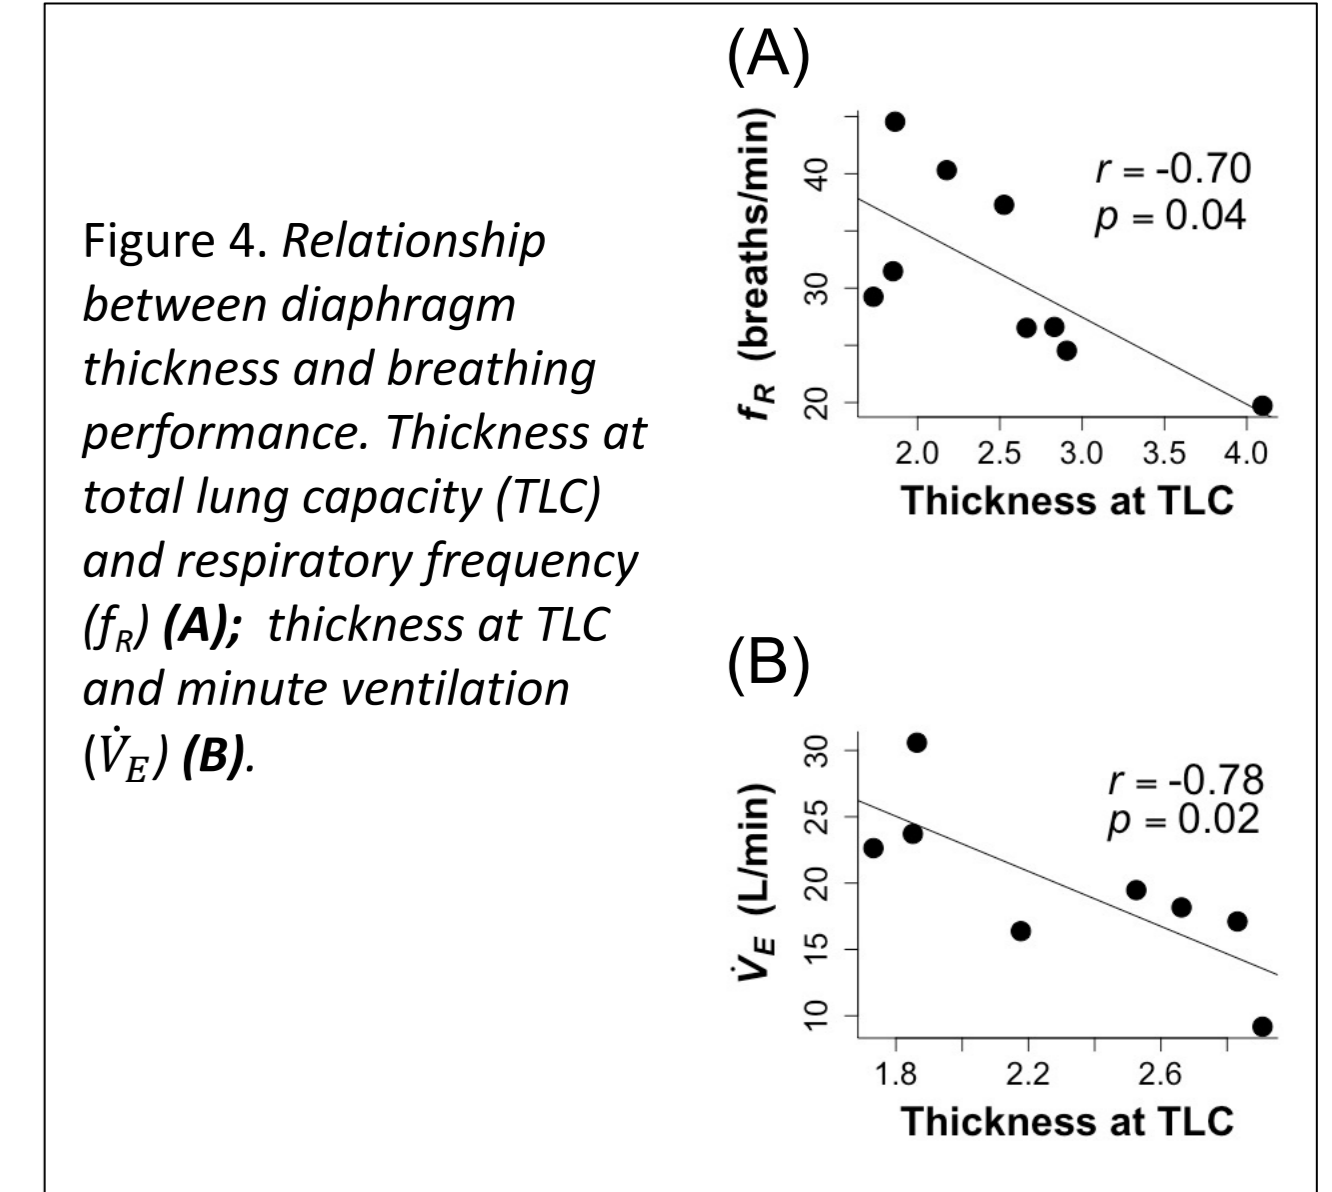 Figure 4. Relationship
between diaphragm
thickness and breathing
performance. Thickness at
total lung capacity (TLC)
and respiratory frequency
(fR) (A); thickness at TLC
and minute ventilation
(V̇E) (B).
(A)
fR (breaths/min)
40
30
20
r = -0.70
p = 0.04
2.0 2.5 3.0 3.5 4.0
Thickness at TLC
(B)
V̇E (L/min)
30
25
20
15
10
r = -0.78
p = 0.02
1.8 2.2 2.6
Thickness at TLC